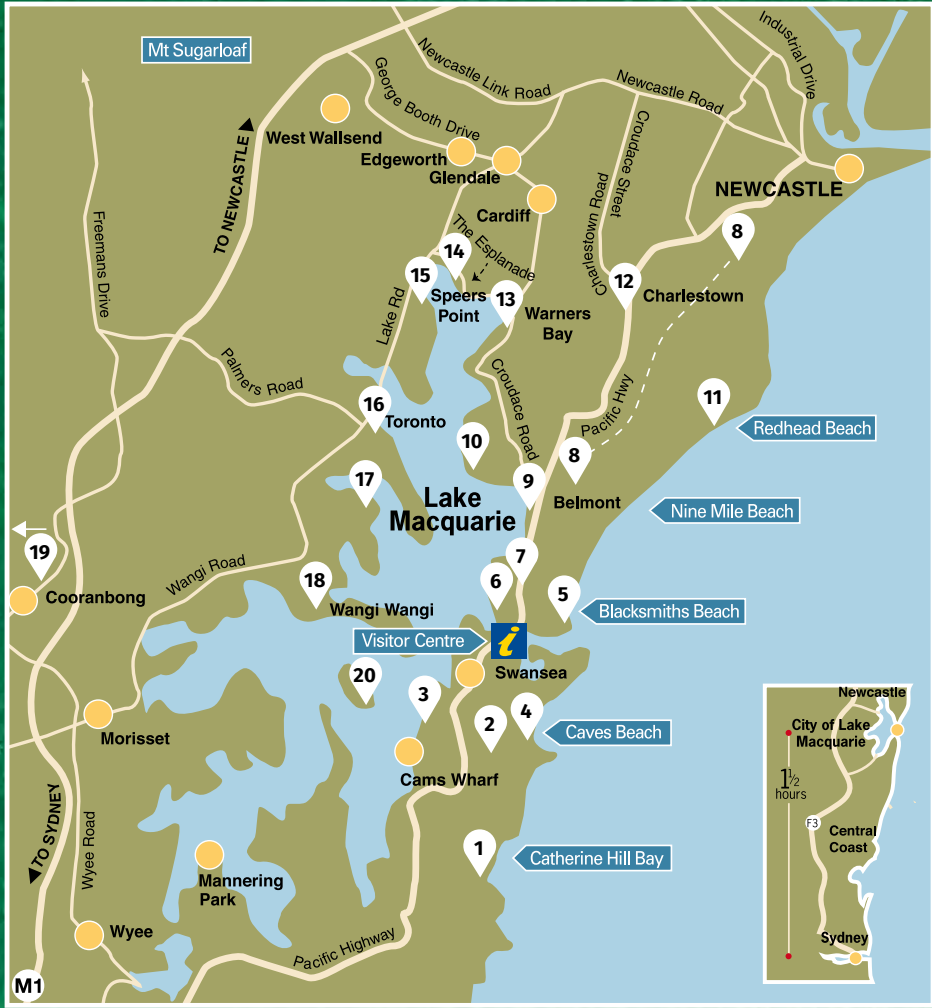 Mt Sugarloaf
Newcastle Link Road
Newcastle Road
Industrial Drive
George Booth Drive
West Wallsend
Edgeworth
Glendale
NEWCASTLE
Cardiff
TO NEWCASTLE
Freemans Drive
Croudace Street
Charlestown Road
8
The Esplanade
14
15
Speers
Point
13
Warners
Bay
12
Charlestown
Lake Rd
Palmers Road
Croudace Road
Pacific Hwy
16
Toronto
11
Redhead Beach
10
8
17
9
Belmont
Lake
Macquarie
Nine Mile Beach
19
Cooranbong
Wangi Road
7
18
Wangi Wangi
6
5
Blacksmiths Beach
Visitor Centre
i
Swansea
20
3
2
4
Caves Beach
Morisset
Cams Wharf
TO SYDNEY
Wyee Road
1
Catherine Hill Bay
Mannering
Park
Wyee
Pacific Highway
M1
Newcastle
City of Lake
Macquarie
1½
hours
F3
Central
Coast
Sydney